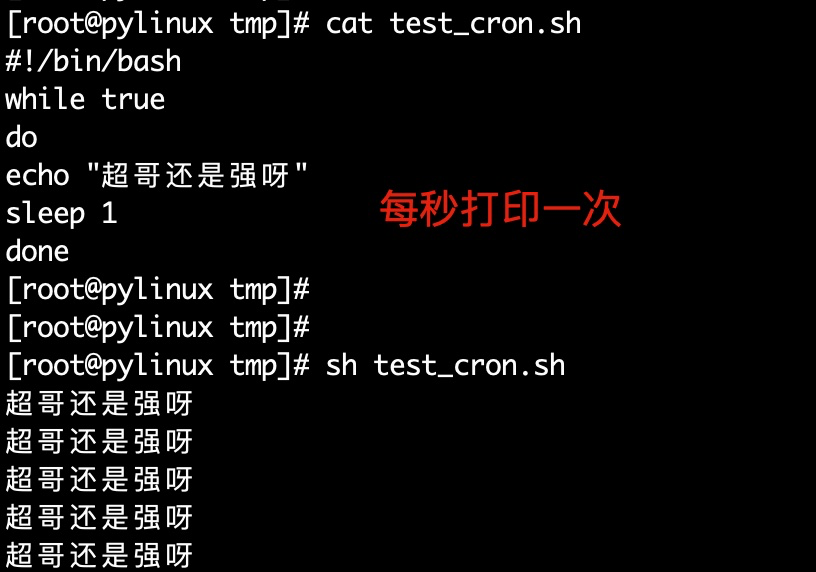 [root@pylinux tmp]# cat test_cron.sh
#!/bin/bash
while true
do
echo "超哥还是强呀"
sleep 1
每秒打印一次
done
[root@pylinux tmp]#
[root@pylinux tmp]#
[root@pylinux tmp]# sh test_cron.sh
超哥还是强呀
超哥还是强呀
超哥还是强呀
超哥还是强呀
超哥还是强呀